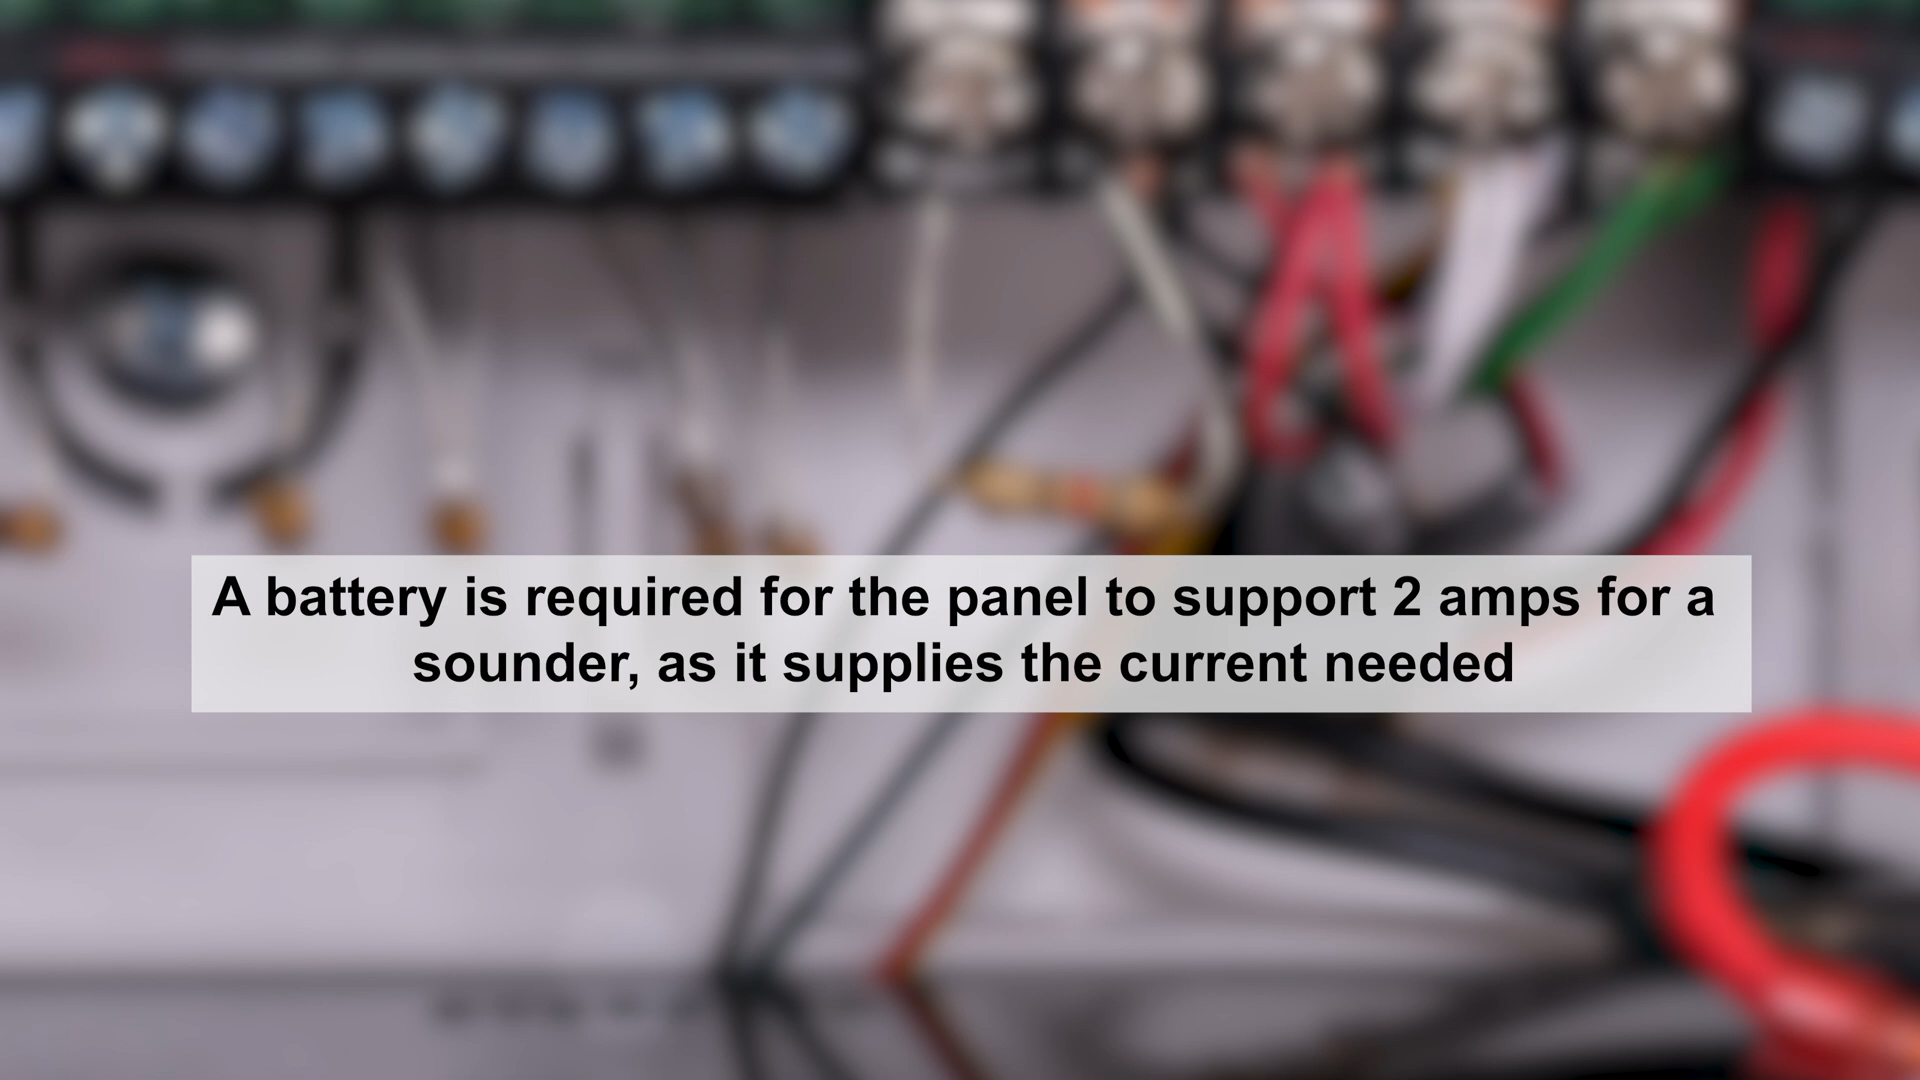 A battery is required for the panel to support 2 amps for a
sounder, as it supplies the current needed